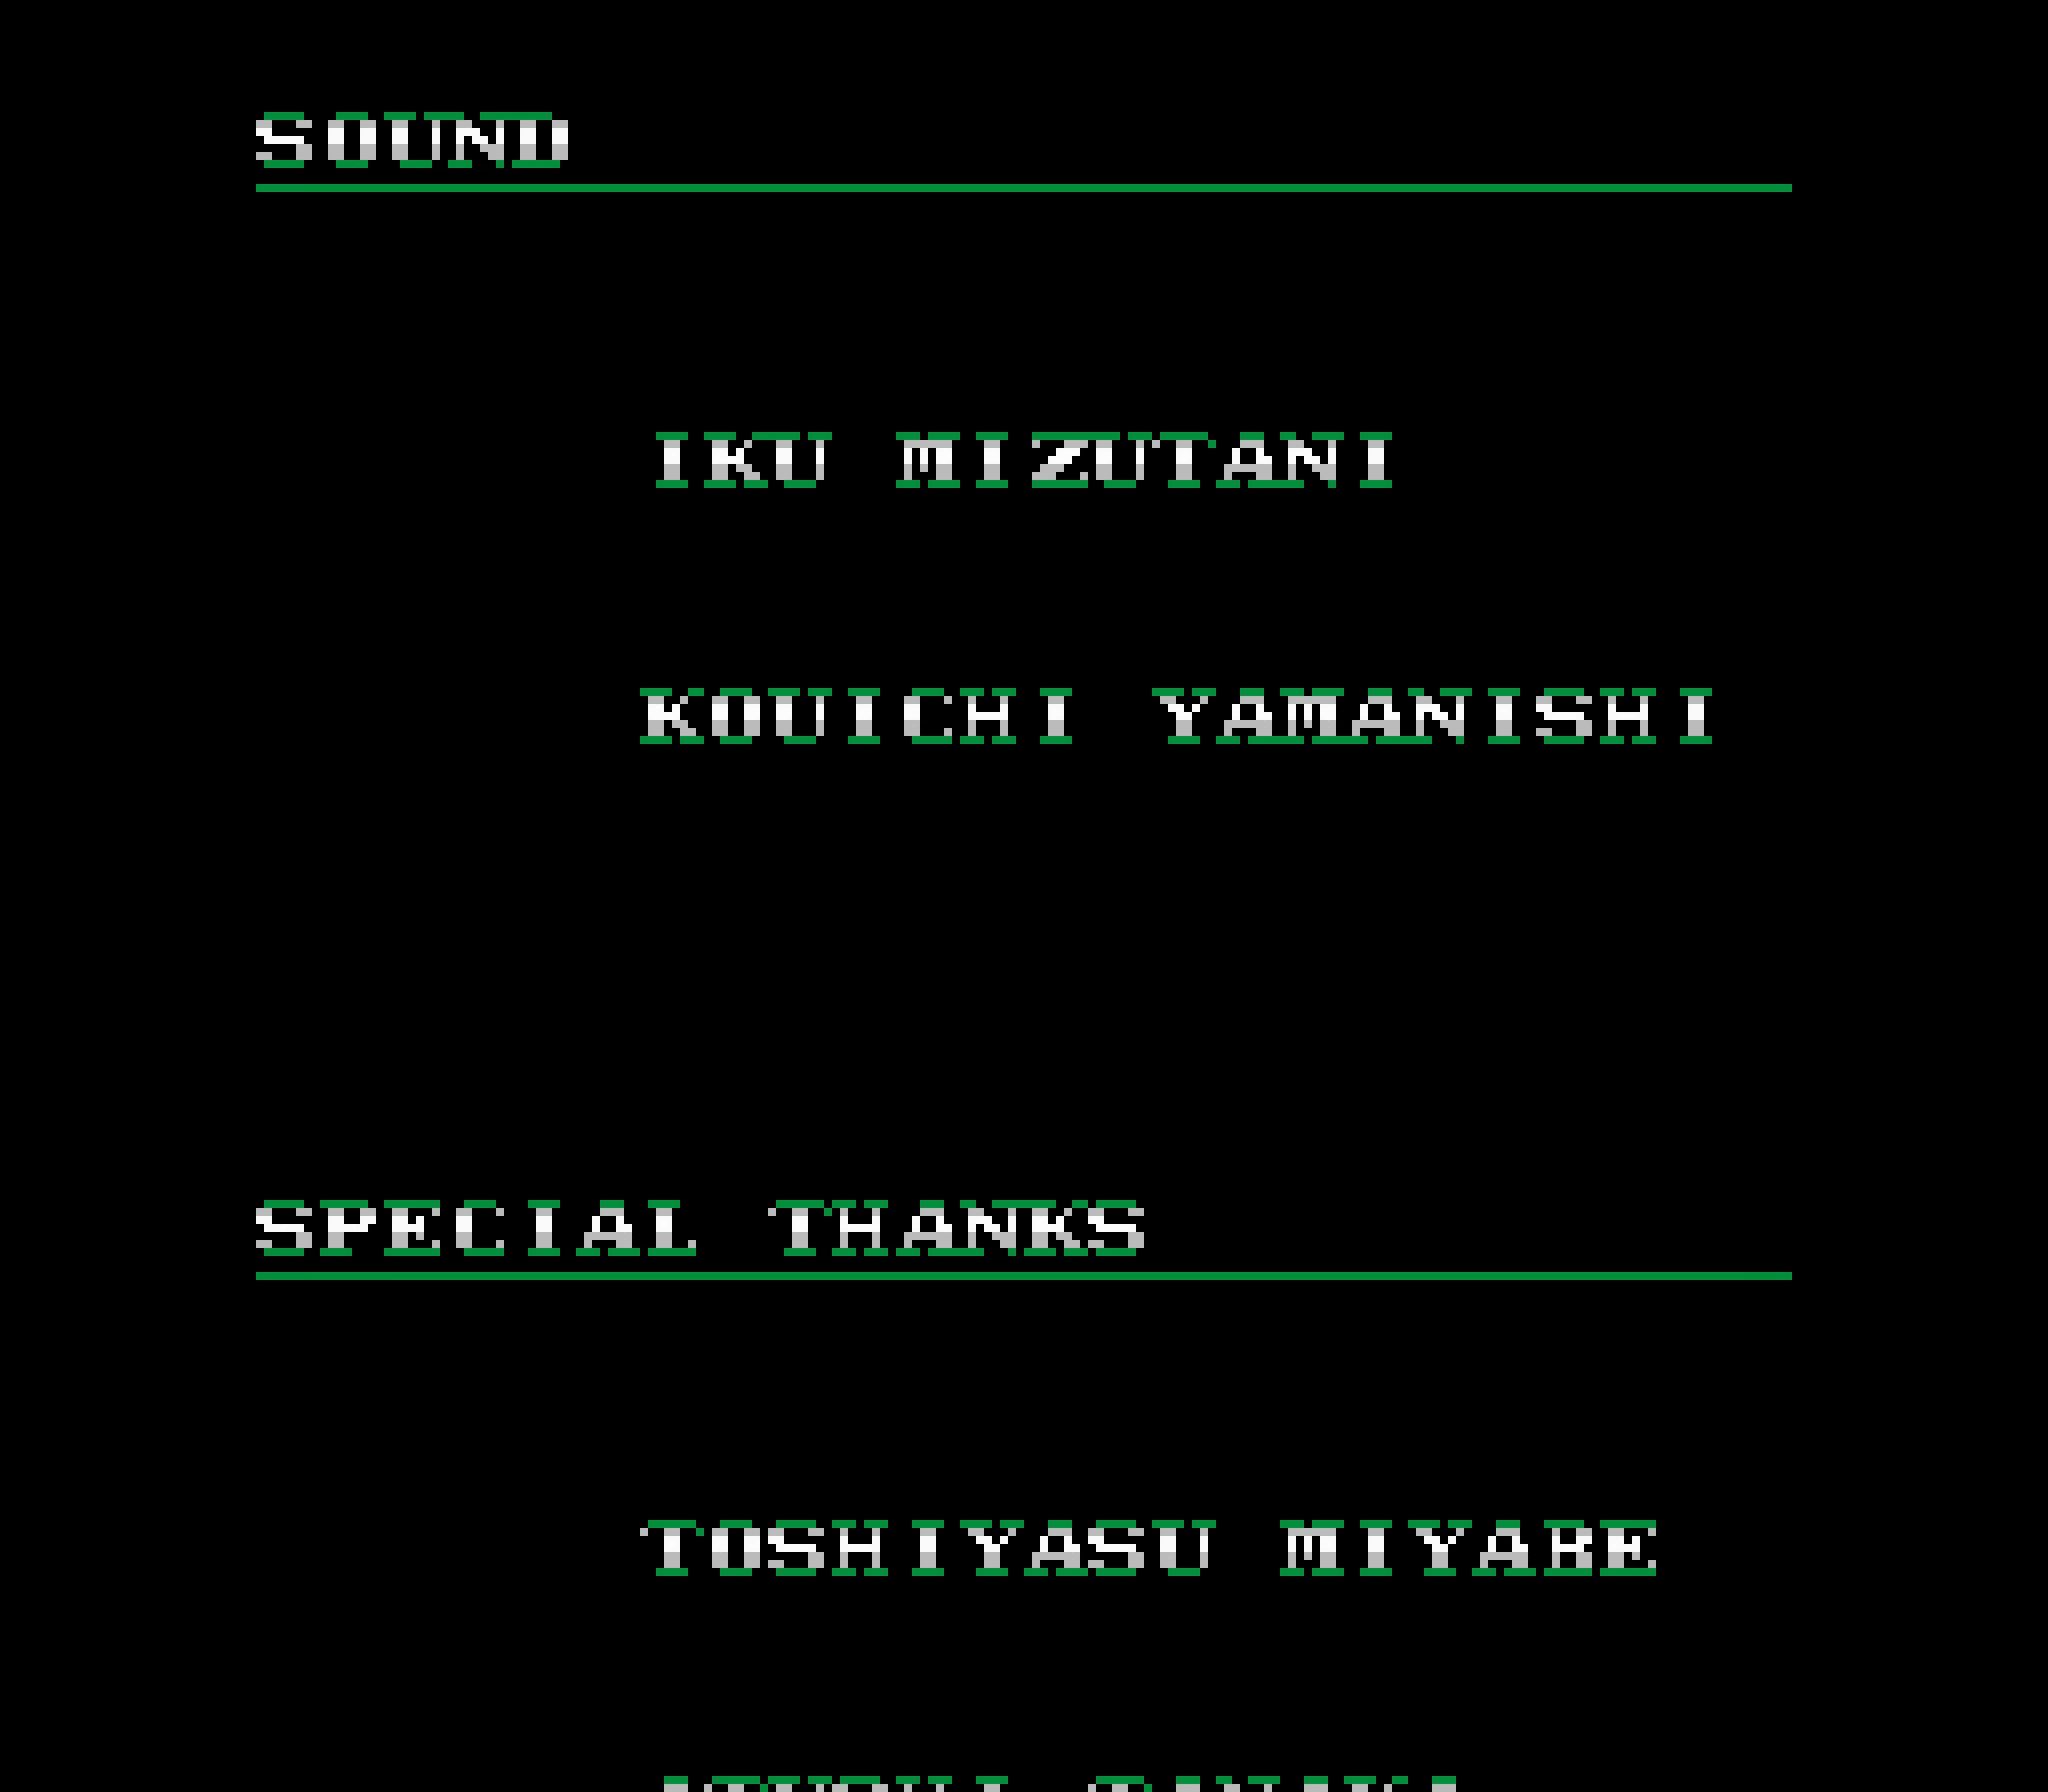 SOUND
IKU MIZUTANI
KOUICHI YAMANISHI
SPECIAL THANKS
TOSHIYASU MIYABE